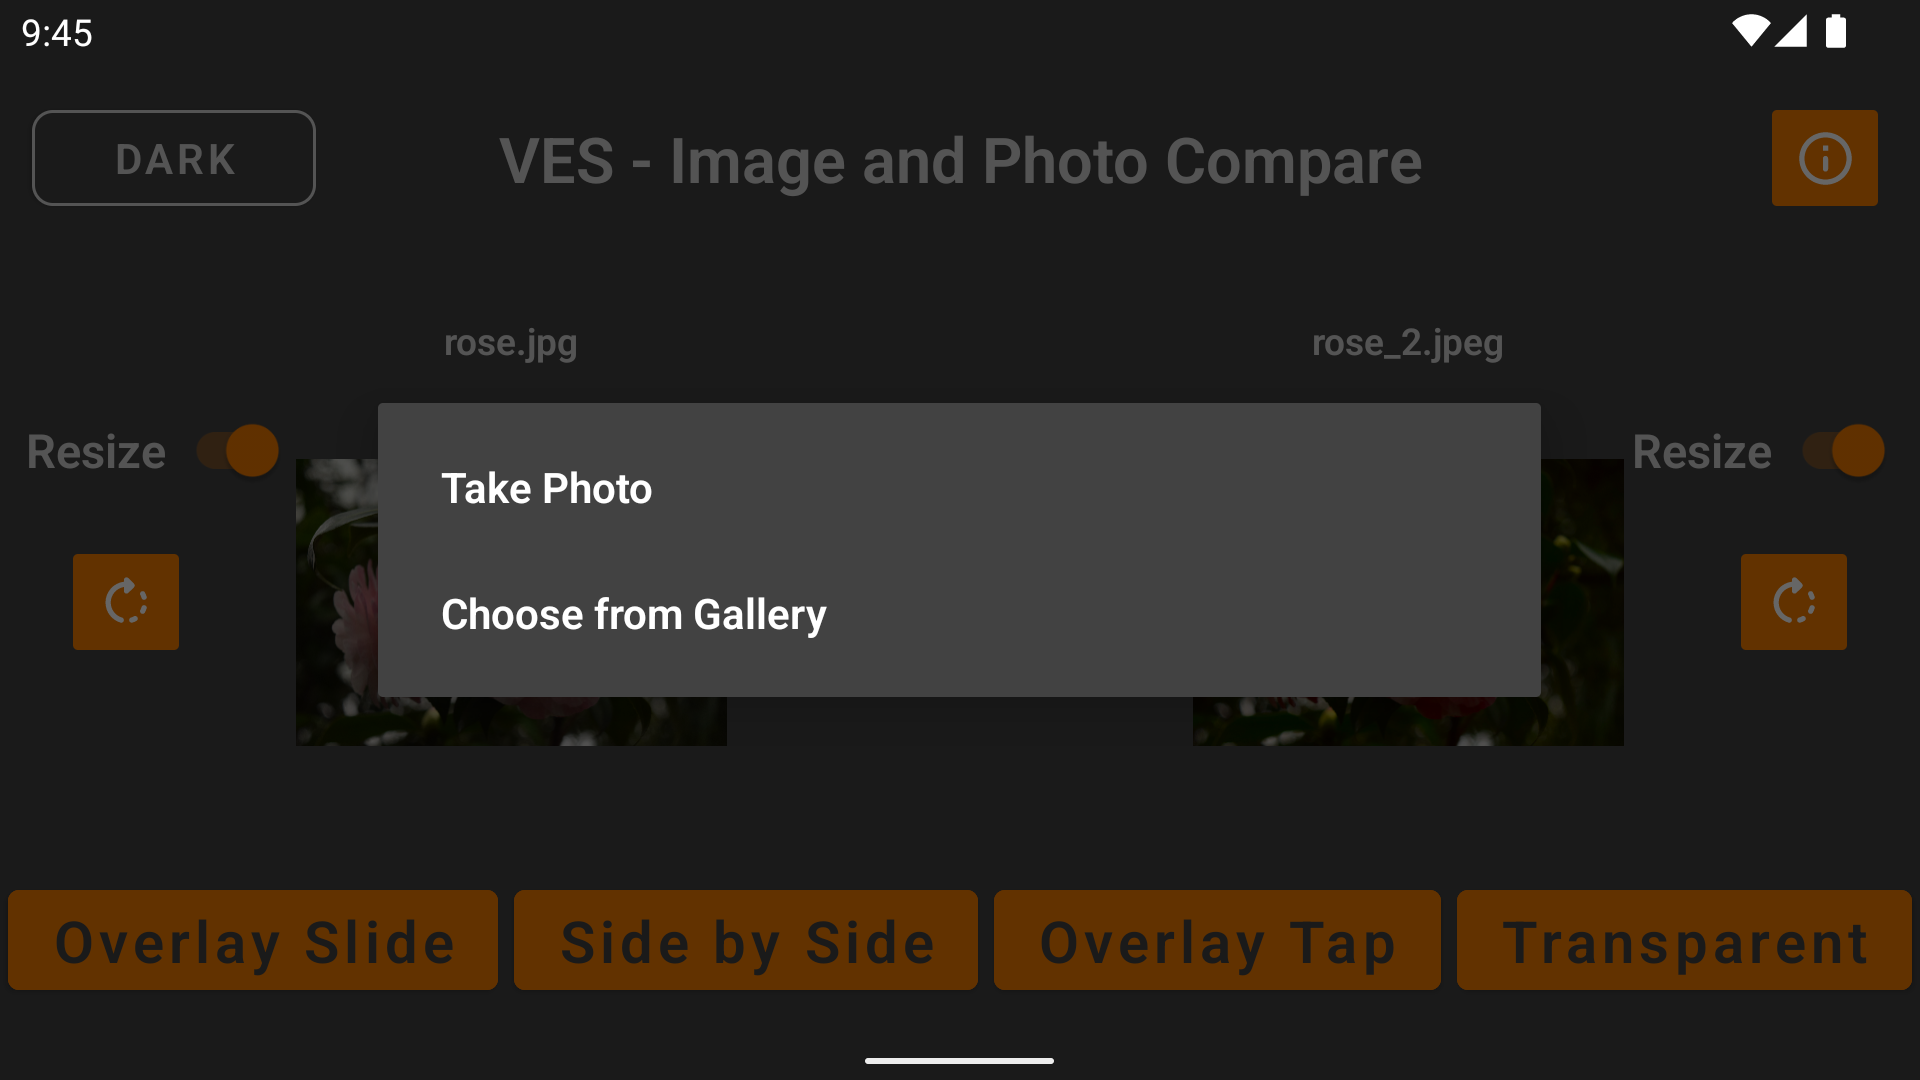 9:45
DARK
VES - Image and Photo Compare
rose.jpg
rose_2.jpeg
Resize
Resize
Take Photo
Choose from Gallery
Overlay Slide
Side by Side
Overlay Tap
Transparent